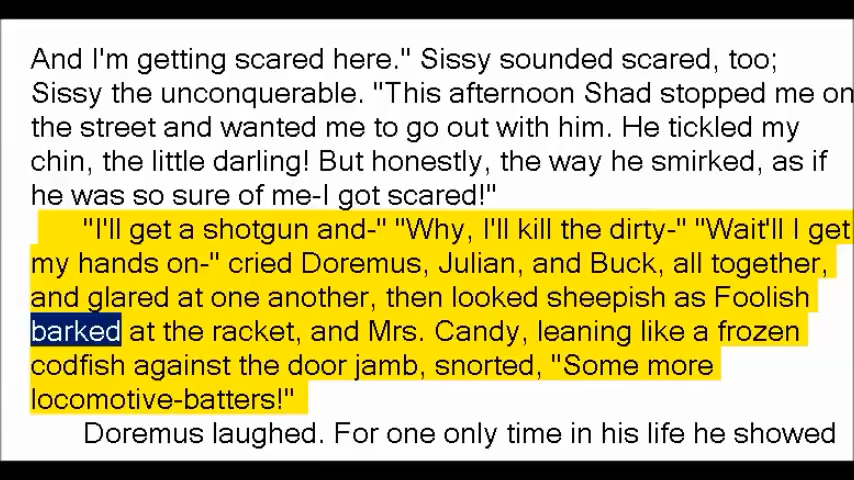 And I'm getting scared here." Sissy sounded scared, too;
Sissy the unconquerable. "This afternoon Shad stopped me on
the street and wanted me to go out with him. He tickled my
chin, the little darling! But honestly, the way he smirked, as if
he was so sure of me-I got scared!"
"I'll get a shotgun and-" "Why, I'll kill the dirty-" "Wait'll I get
my hands on-" cried Doremus, Julian, and Buck, all together,
and glared at one another, then looked sheepish as Foolish
barked at the racket, and Mrs. Candy, leaning like a frozen
codfish against the door jamb, snorted, "Some more
locomotive-batters!"
Doremus laughed. For one only time in his life he showed